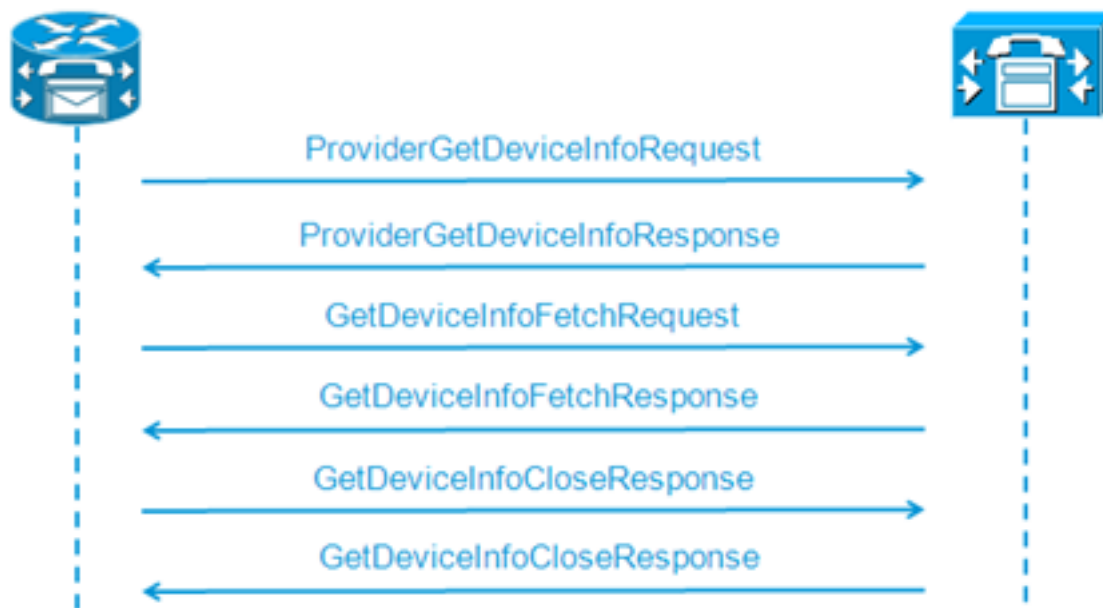 ProviderGetDeviceInfoRequest
ProviderGetDeviceInfoResponse
GetDeviceInfoFetchRequest
GetDeviceInfoFetchResponse
GetDeviceInfoCloseResponse
GetDeviceInfoCloseResponse